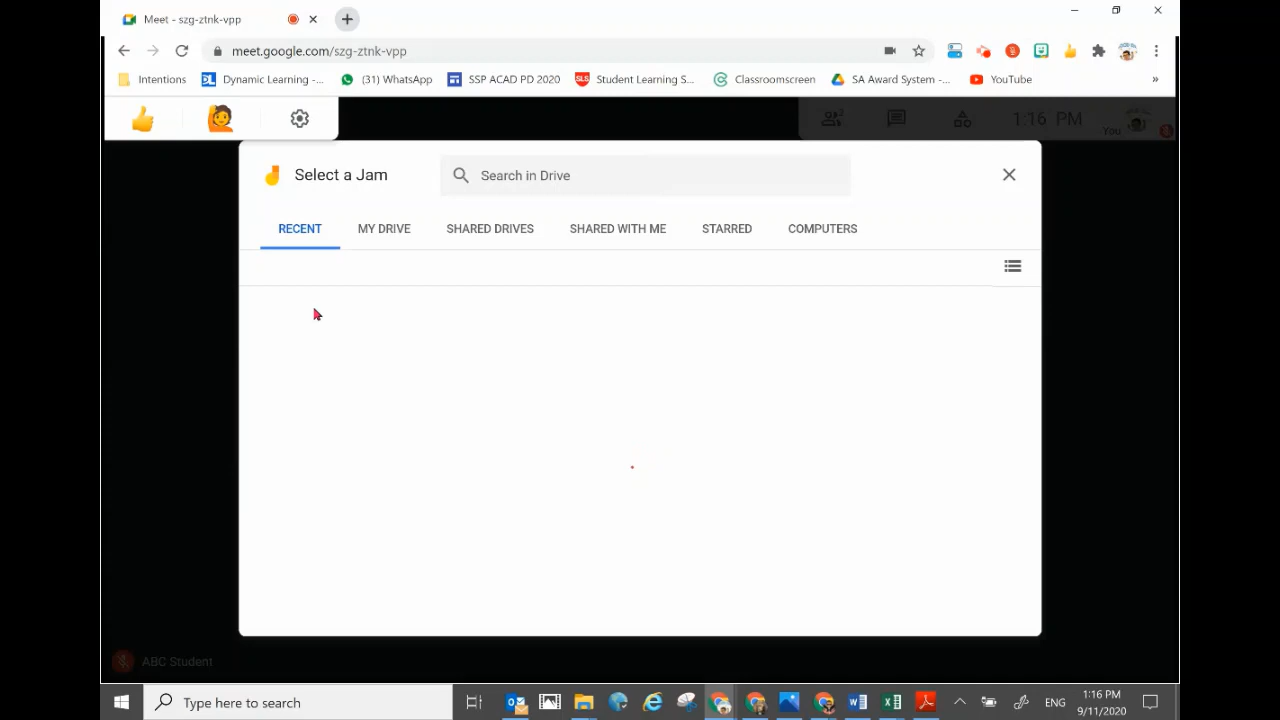 Meet - szg-ztnk-vpp
meet.google.com/szg-ztnk-vpp
Intentions
Dynamic Learning -...
(31) WhatsApp
SSP ACAD PD 2020
SLS
Student Learning S...
Classroomscreen
SA Award System -...
YouTube
»
2
1:16 PM
You
Select a Jam
Search in Drive
RECENT
MY DRIVE
SHARED DRIVES
SHARED WITH ME
STARRED
COMPUTERS
ABC Student
Type here to search
ENG
1:16 PM
9/11/2020